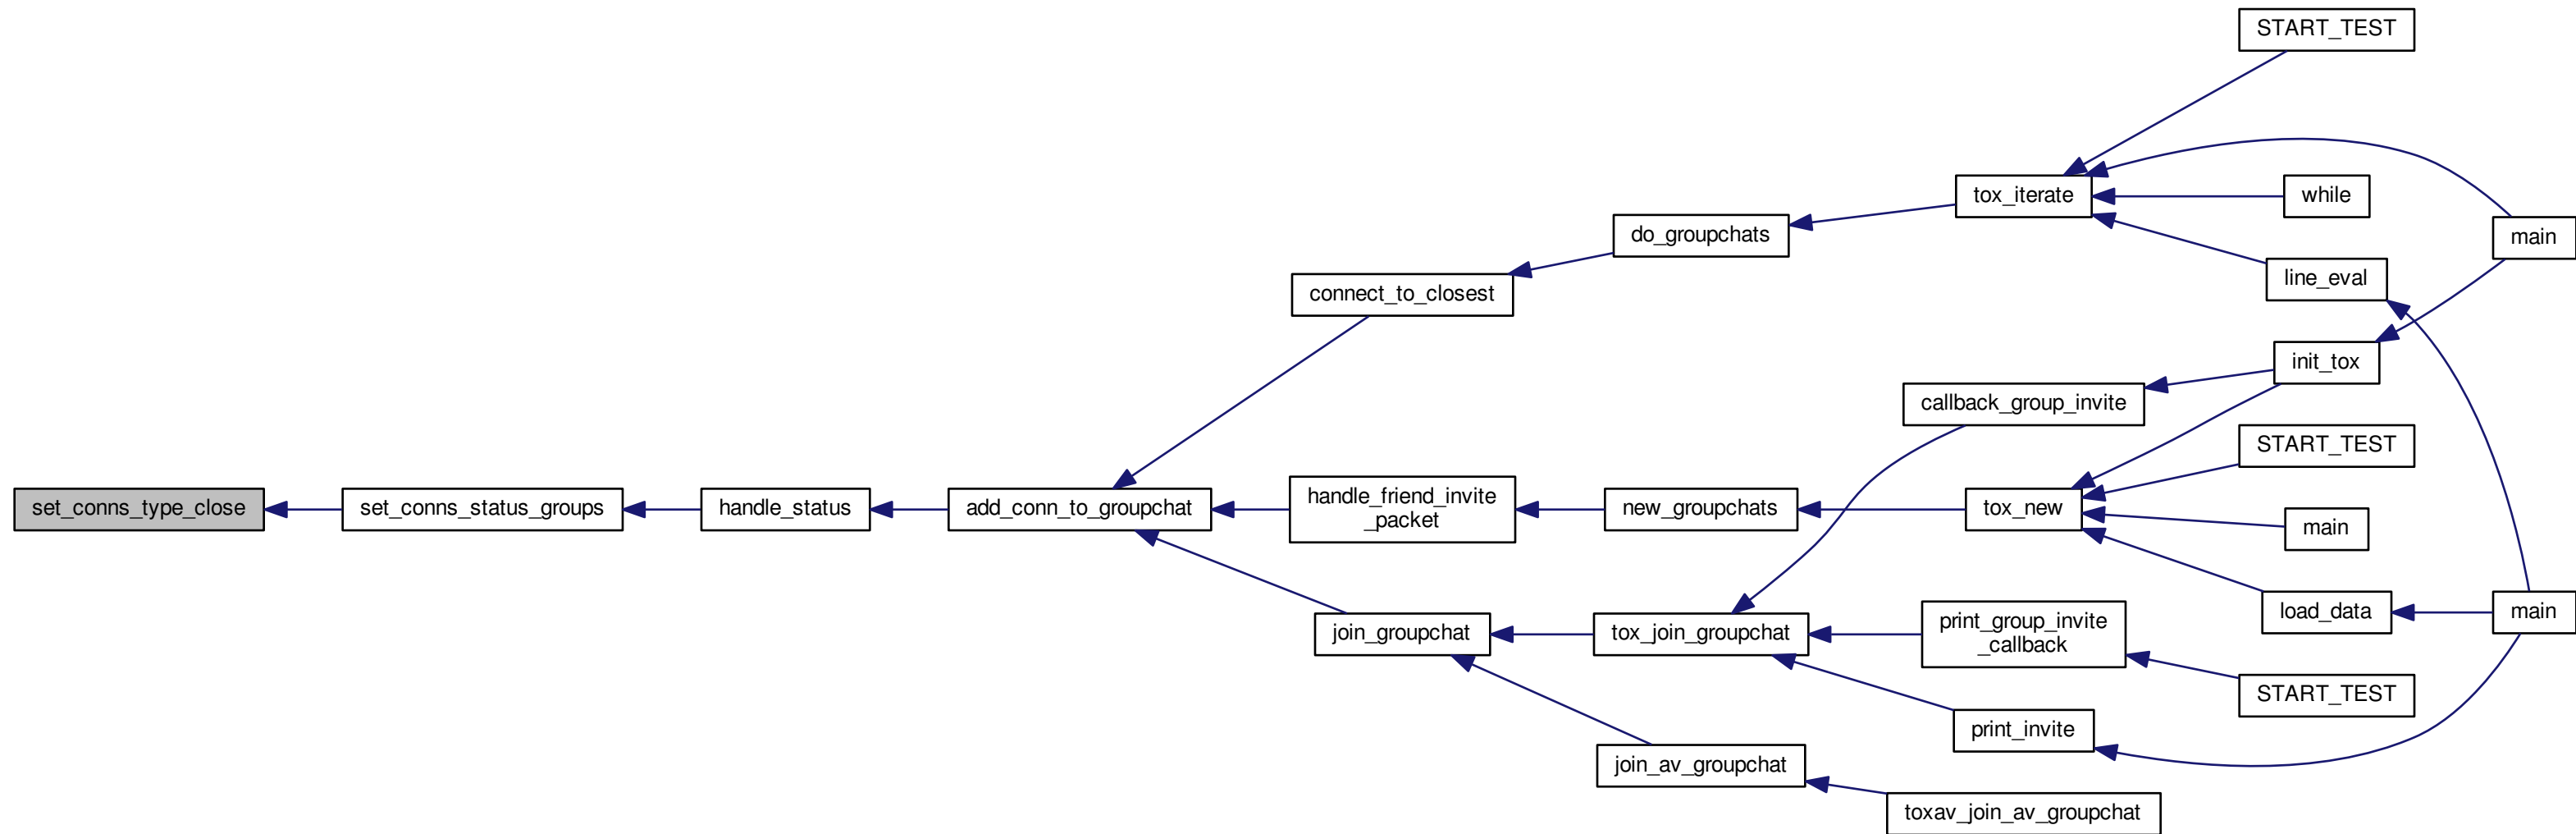 START_TEST
tox_iterate
while
main
do_groupchats
line_eval
connect_to_closest
init_tox
callback_group_invite
START_TEST
set_conns_type_close
set_conns_status_groups
handle_status
add_conn_to_groupchat
handle_friend_invite
_packet
new_groupchats
tox_new
main
join_groupchat
tox_join_groupchat
print_group_invite
_callback
load_data
main
START_TEST
print_invite
join_av_groupchat
toxav_join_av_groupchat